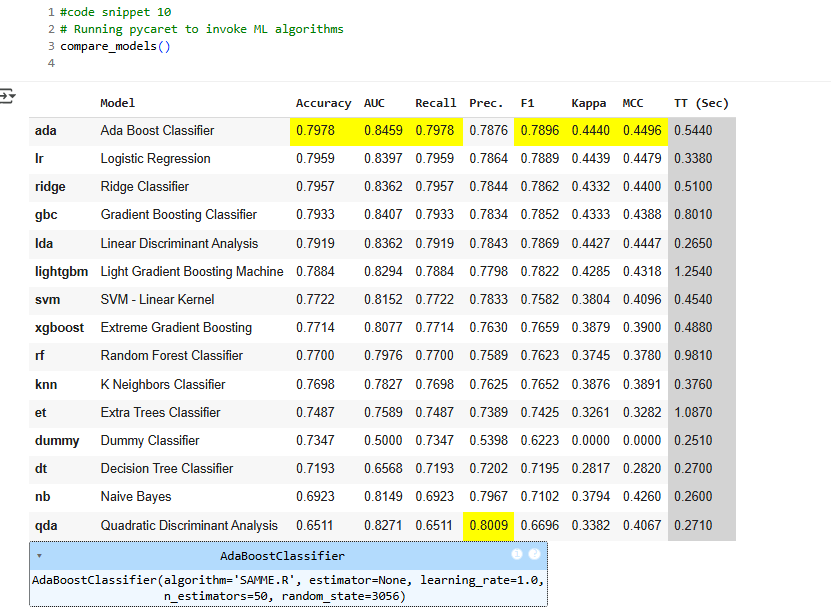 1 #code snippet 10
2 # Running pycaret to invoke ML algorithms
3 compare_models()
4
Model Accuracy AUC Recall Prec. F1 Kappa MCC TT (Sec)
ada Ada Boost Classifier 0.7978 0.8459 0.7978 0.7876 0.7896 0.4440 0.4496 0.5440
lr Logistic Regression 0.7959 0.8397 0.7959 0.7864 0.7889 0.4439 0.4479 0.3380
ridge Ridge Classifier 0.7957 0.8362 0.7957 0.7844 0.7862 0.4332 0.4400 0.5100
gbc Gradient Boosting Classifier 0.7933 0.8407 0.7933 0.7834 0.7852 0.4333 0.4388 0.8010
lda Linear Discriminant Analysis 0.7919 0.8362 0.7919 0.7843 0.7869 0.4427 0.4447 0.2650
lightgbm Light Gradient Boosting Machine 0.7884 0.8294 0.7884 0.7798 0.7822 0.4285 0.4318 1.2540
svm SVM - Linear Kernel 0.7722 0.8152 0.7722 0.7833 0.7582 0.3804 0.4096 0.4540
xgboost Extreme Gradient Boosting 0.7714 0.8077 0.7714 0.7630 0.7659 0.3879 0.3900 0.4880
rf Random Forest Classifier 0.7700 0.7976 0.7700 0.7589 0.7623 0.3745 0.3780 0.9810
knn K Neighbors Classifier 0.7698 0.7827 0.7698 0.7625 0.7652 0.3876 0.3891 0.3760
et Extra Trees Classifier 0.7487 0.7589 0.7487 0.7389 0.7425 0.3261 0.3282 1.0870
dummy Dummy Classifier 0.7347 0.5000 0.7347 0.5398 0.6223 0.0000 0.0000 0.2510
dt Decision Tree Classifier 0.7193 0.6568 0.7193 0.7202 0.7195 0.2817 0.2820 0.2700
nb Naive Bayes 0.6923 0.8149 0.6923 0.7967 0.7102 0.3794 0.4260 0.2600
qda Quadratic Discriminant Analysis 0.6511 0.8271 0.6511 0.8009 0.6696 0.3382 0.4067 0.2710
AdaBoostClassifier i ?
AdaBoostClassifier(algorithm='SAMME.R', estimator=None, learning_rate=1.0,
n_estimators=50, random_state=3056)